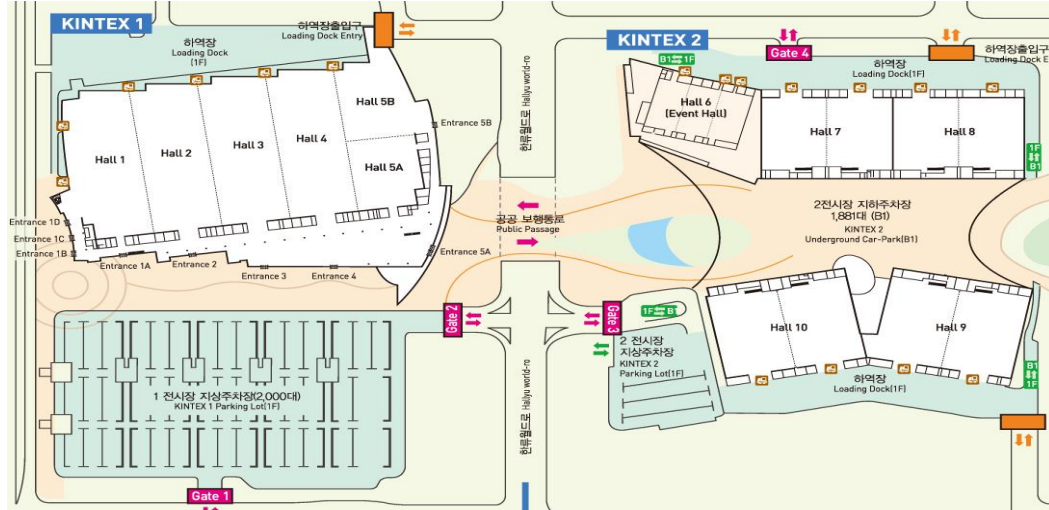 KINTEX 1
하역장출입구
Loading Dock Entry
하역장
Loading Dock
(1F)
Hall 1
Hall 2
Hall 3
Hall 4
Hall 5B
Hall 5A
Entrance 5B
Entrance 1D
Entrance 1C
Entrance 1B
Entrance 1A
Entrance 2
Entrance 3
Entrance 4
Entrance 5A
한류월드로 Hallyu world-ro
공공 보행통로
Public Passage
KINTEX 2
B1 1F
Hall 6
(Event Hall)
Gate 4
하역장
Loading Dock(1F)
하역장출입구
Loading Dock E
Hall 7
Hall 8
1F
B1
2전시장 지하주차장
1,881대 (B1)
KINTEX 2
Underground Car-Park(B1)
Gate 2
Gate 3
1F B1
2 전시장
지상주차장
KINTEX 2
Parking Lot(1F)
Hall 10
Hall 9
하역장
Loading Dock(1F)
B1
1F
1 전시장 지상주차장(2,000대)
KINTEX 1 Parking Lot(1F)
한류월드로 Hallyu world-ro
Gate 1